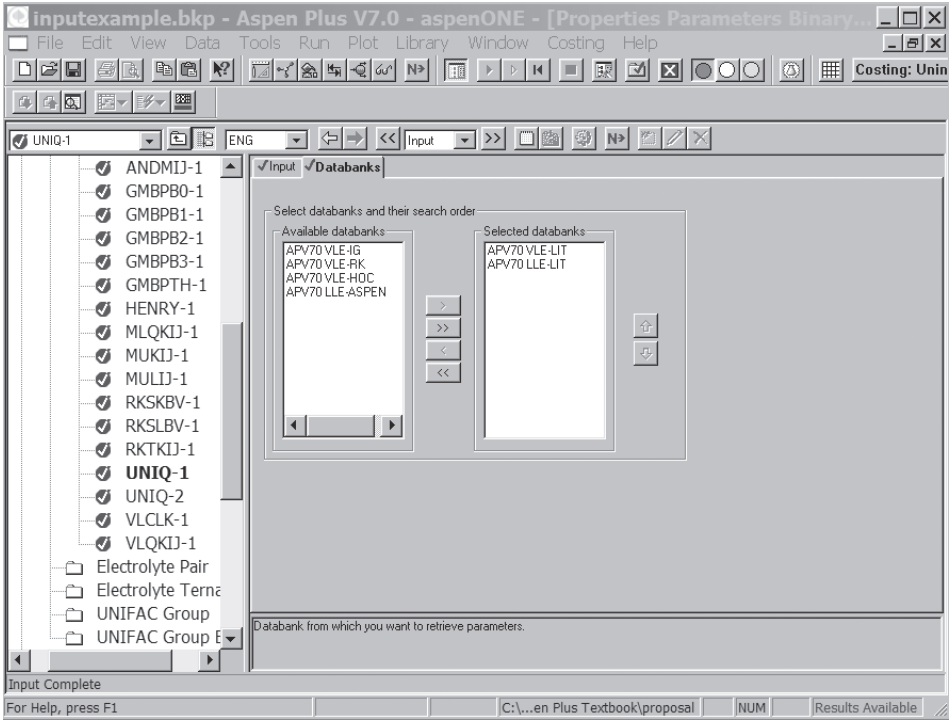 inputexample.bkp - Aspen Plus V7.0 - aspenONE - [Properties Parameters Binary...
File Edit View Data Tools Run Plot Library Window Costing Help
N> Costing: Unin
UNIQ-1 ENG << Input >> N>
ANDMIJ-1
GMBPB0-1
GMBPB1-1
GMBPB2-1
GMBPB3-1
GMBPTH-1
HENRY-1
MLQKIJ-1
MUKIJ-1
MULIJ-1
RKSKBV-1
RKSLBV-1
RKTKIJ-1
UNIQ-1
UNIQ-2
VLCLK-1
VLQKIJ-1
Electrolyte Pair
Electrolyte Terna
UNIFAC Group
UNIFAC Group B
Input Databanks
Select databanks and their search order
Available databanks
APV70 VLE-IG
APV70 VLE-RK
APV70 VLE-HOC
APV70 LLE-ASPEN
>
>>
<
<<
Selected databanks
APV70 VLE-LIT
APV70 LLE-LIT
Databank from which you want to retrieve parameters.
Input Complete
For Help, press F1 C:\...en Plus Textbook\proposal NUM Results Available